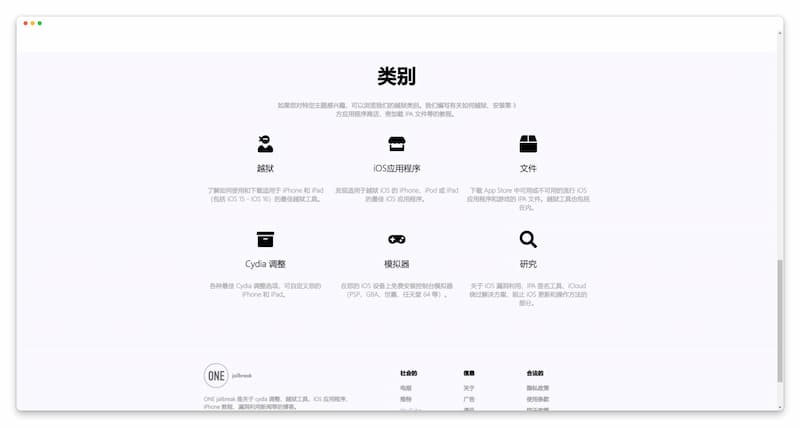 类别
如果您对特定主题感兴趣，可以浏览我们的越狱类别。我们编写有关如何越狱、安装第 3
方应用程序商店、旁加载 IPA 文件等的教程。
越狱
iOS应用程序
文件
了解如何使用和下载适用于 iPhone 和 iPad
（包括 iOS 15 - iOS 16）的最佳越狱工具。
发现适用于越狱 iOS 的 iPhone、iPod 或 iPad
的最佳 iOS 应用程序。
下载 App Store 中可用或不可用的流行 iOS
应用程序和游戏的 IPA 文件。越狱工具也包括
在内。
Cydia 调整
模拟器
研究
各种最佳 Cydia 调整选项，可自定义您的
iPhone 和 iPad。
在您的 iOS 设备上免费安装控制台模拟器
（PSP、GBA、世嘉、任天堂 64 等）。
关于 iOS 漏洞利用、IPA 签名工具、iCloud
绕过解决方案、阻止 iOS 更新和操作方法的
部分。
ONE jailbreak
ONE jailbreak 是关于 cydia 调整、越狱工具、iOS 应用程序、
iPhone 教程、漏洞利用新闻等的博客。
社会的
信息
合法的
电报
关于
隐私政策
推特
广告
使用条款